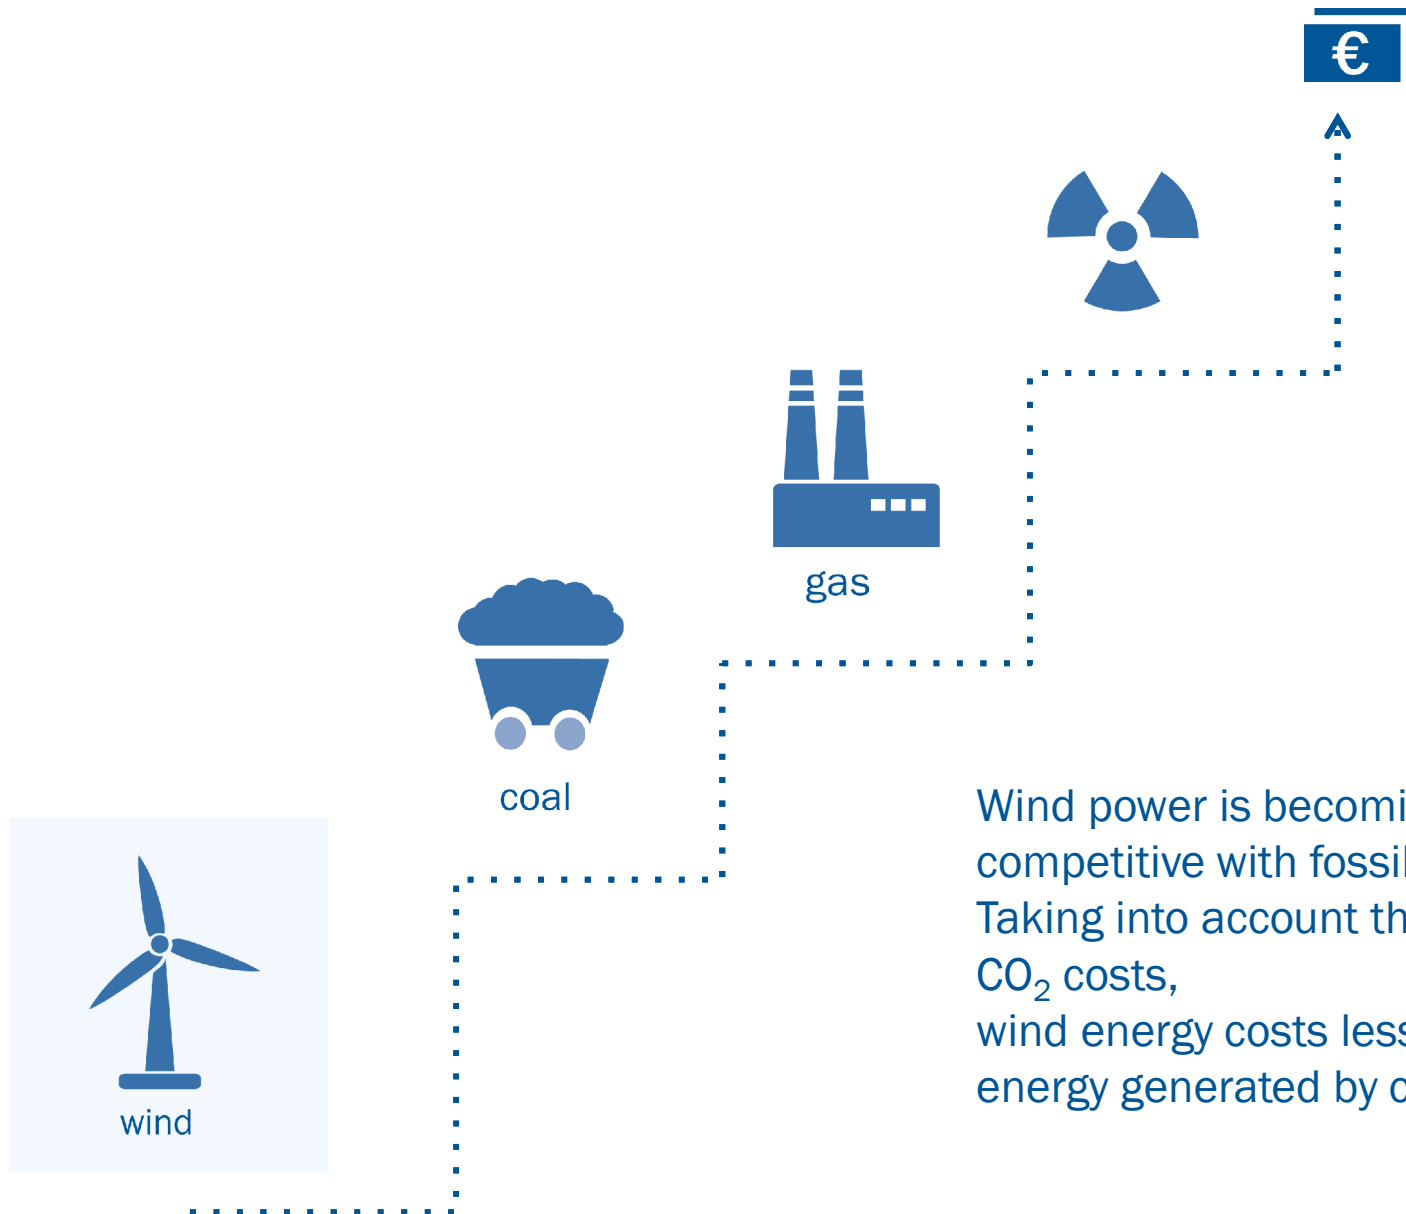 €
gas
coal
wind
Wind power is becomi
competitive with fossil
Taking into account th
CO₂ costs,
wind energy costs less
energy generated by c